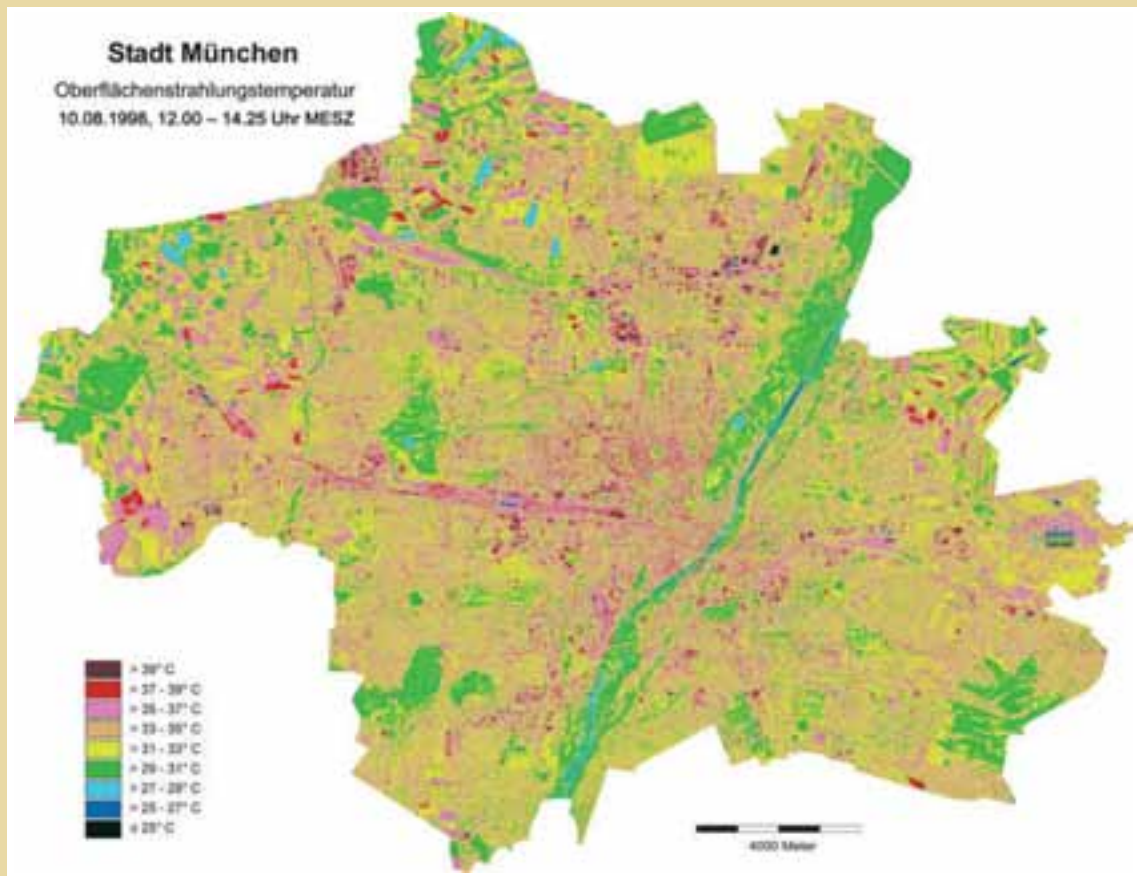 Stadt München
Oberflächenstrahlungstemperatur
10.08.1998, 12.00 – 14.25 Uhr MESZ
> 39° C
> 37 - 39° C
> 35 - 37° C
> 33 - 35° C
> 31 - 33° C
> 29 - 31° C
> 27 - 29° C
> 25 - 27° C
≤ 25° C
4000 Meter